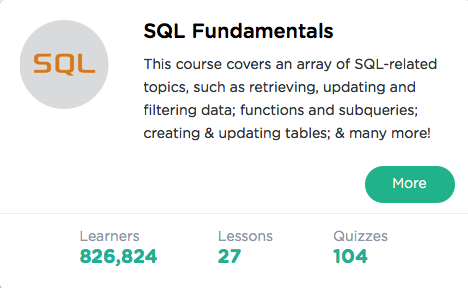 SQL
SQL Fundamentals
This course covers an array of SQL-related
topics, such as retrieving, updating and
filtering data; functions and subqueries;
creating & updating tables; & many more!
More
Learners Lessons Quizzes
826,824 27 104